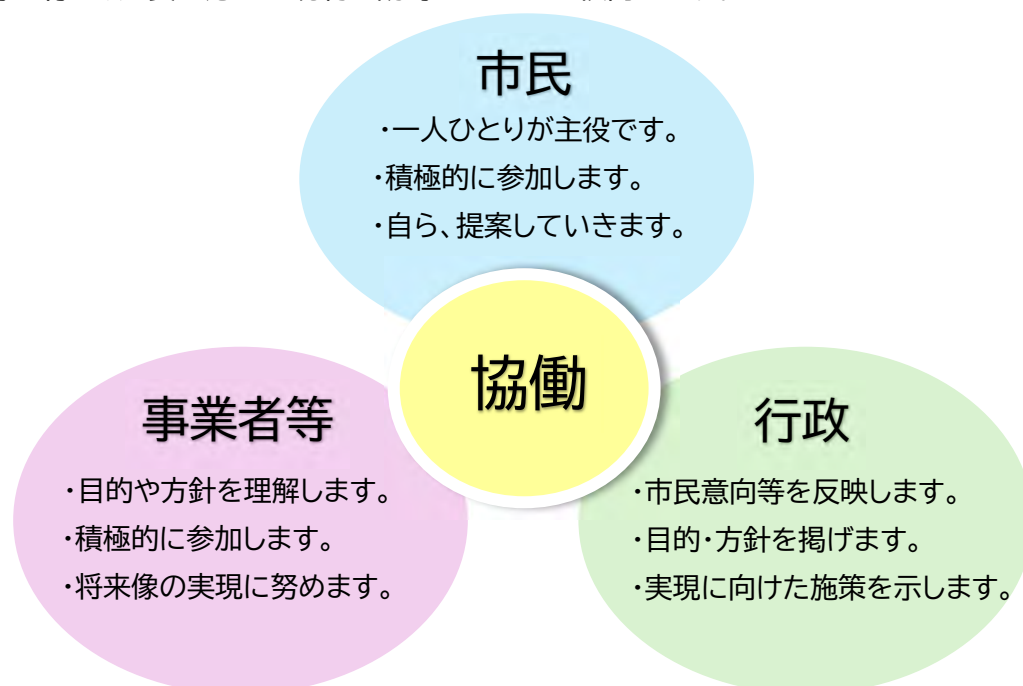 市民
・一人ひとりが主役です。
・積極的に参加します。
・自ら、提案していきます。
協働
事業者等
・目的や方針を理解します。
・積極的に参加します。
・将来像の実現に努めます。
行政
・市民意向等を反映します。
・目的・方針を掲げます。
・実現に向けた施策を示します。